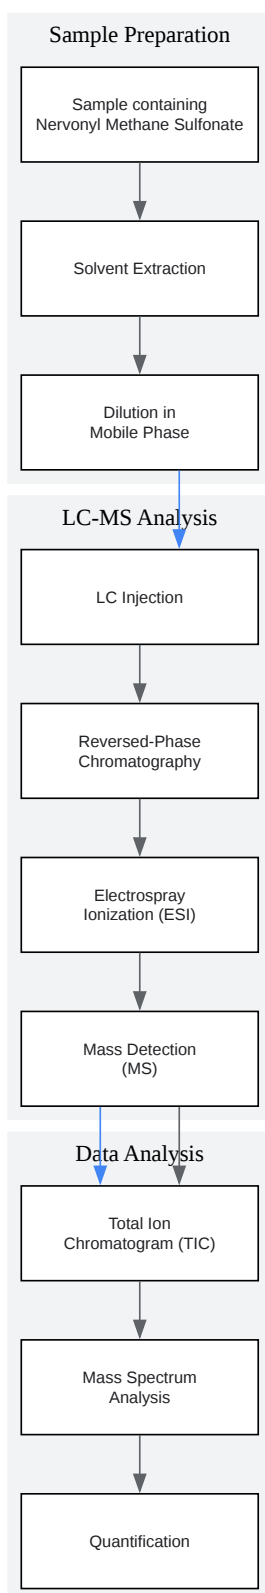 Sample Preparation
Sample containing
Nervonyl Methane Sulfonate
Solvent Extraction
Dilution in
Mobile Phase
LC-MS Analysis
LC Injection
Reversed-Phase
Chromatography
Electrospray
Ionization (ESI)
Mass Detection
(MS)
Data Analysis
Total Ion
Chromatogram (TIC)
Mass Spectrum
Analysis
Quantification